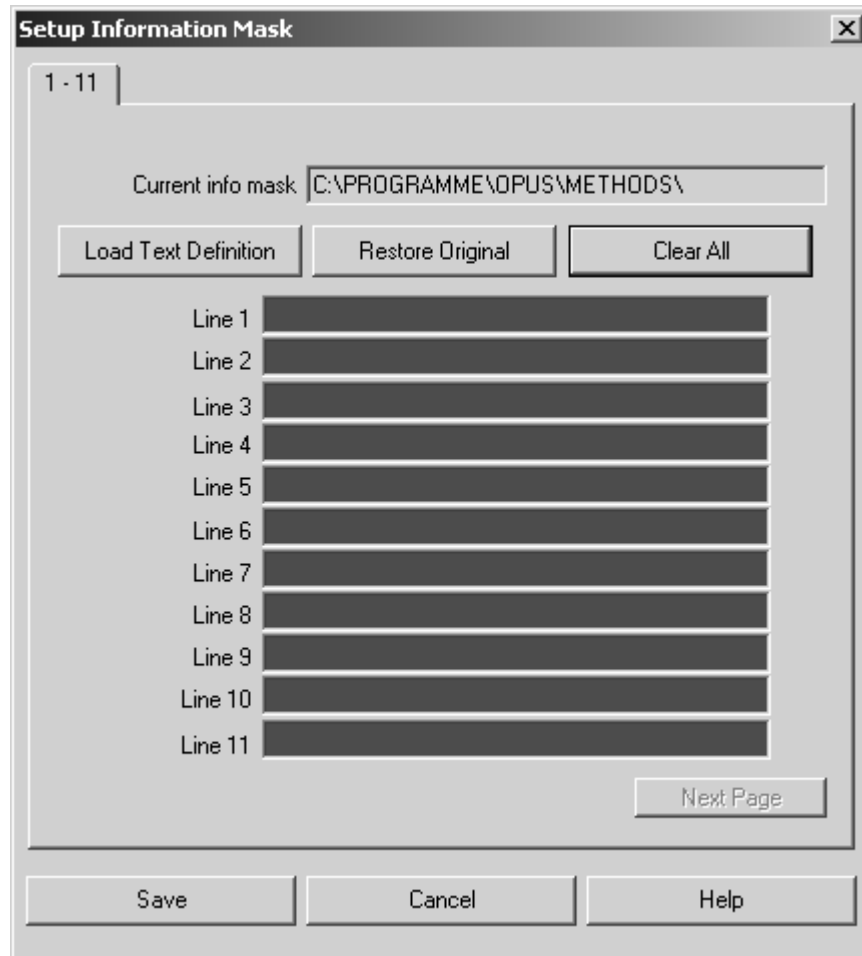 Setup Information Mask
1 - 11
Current info mask C:\PROGRAMME\OPUS\METHODS\
Load Text Definition Restore Original Clear All
Line 1
Line 2
Line 3
Line 4
Line 5
Line 6
Line 7
Line 8
Line 9
Line 10
Line 11
Next Page
Save Cancel Help